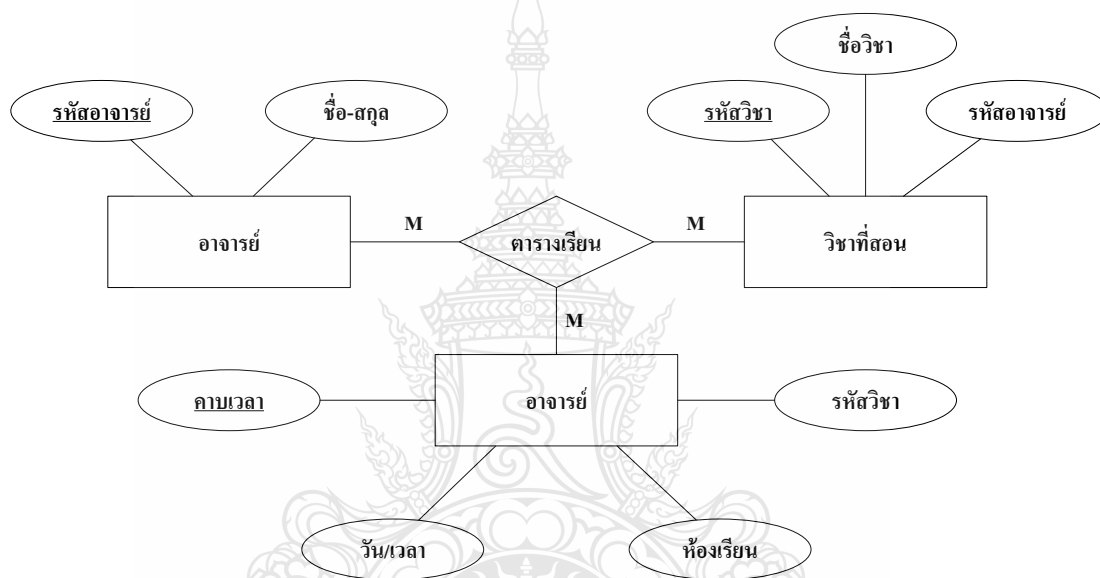 ชื่อวิชา
รหัสอาจารย์
ชื่อ-สกุล
รหัสวิชา
รหัสอาจารย์
อาจารย์
M
ตารางเรียน
M
วิชาที่สอน
M
คาบเวลา
อาจารย์
รหัสวิชา
วัน/เวลา
ห้องเรียน